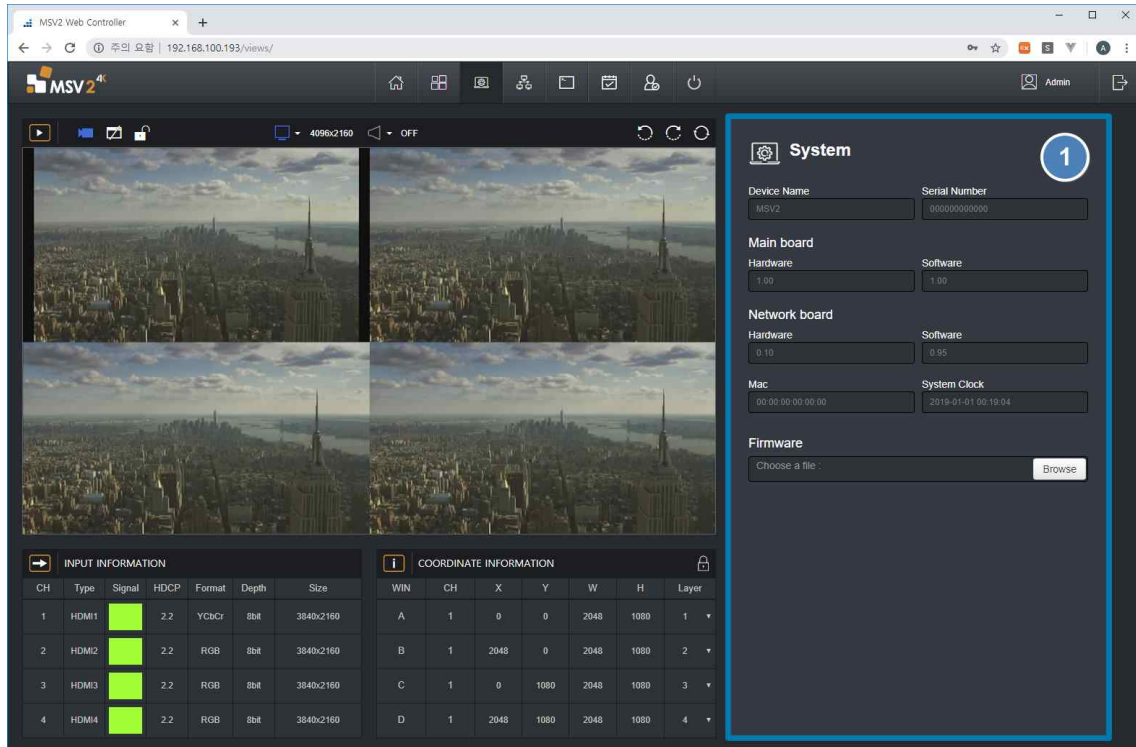 MSV2 Web Controller
주의 요함 | 192.168.100.193/views/
MSV2 4K
Admin
4096x2160 OFF
System
1
Device Name Serial Number
MSV2 000000000000
Main board
Hardware Software
1.00 1.00
Network board
Hardware Software
0.10 0.95
Mac System Clock
00:00:00:00:00:00 2019-01-01 00:19:04
Firmware
Choose a file : Browse
INPUT INFORMATION
CH Type Signal HDCP Format Depth Size
1 HDMI1 2.2 YCbCr 8bit 3840x2160
2 HDMI2 2.2 RGB 8bit 3840x2160
3 HDMI3 2.2 RGB 8bit 3840x2160
4 HDMI4 2.2 RGB 8bit 3840x2160
COORDINATE INFORMATION
WIN CH X Y W H Layer
A 1 0 0 2048 1080 1
B 1 2048 0 2048 1080 2
C 1 0 1080 2048 1080 3
D 1 2048 1080 2048 1080 4